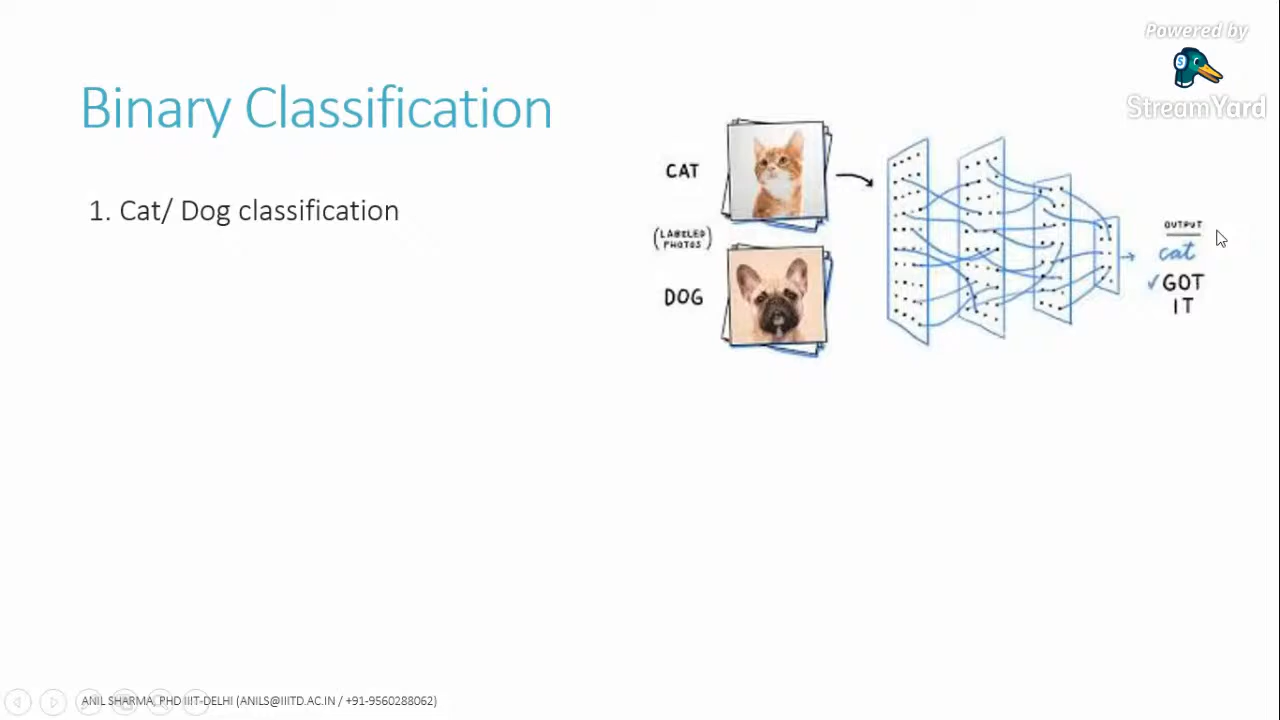 Powered by
StreamYard
Binary Classification
1. Cat/ Dog classification
CAT
(LABELED
PHOTOS)
DOG
OUTPUT
cat
✓GOT
IT
ANIL SHARMA, PHD IIIT-DELHI (ANILS@IIITD.AC.IN / +91-9560288062)